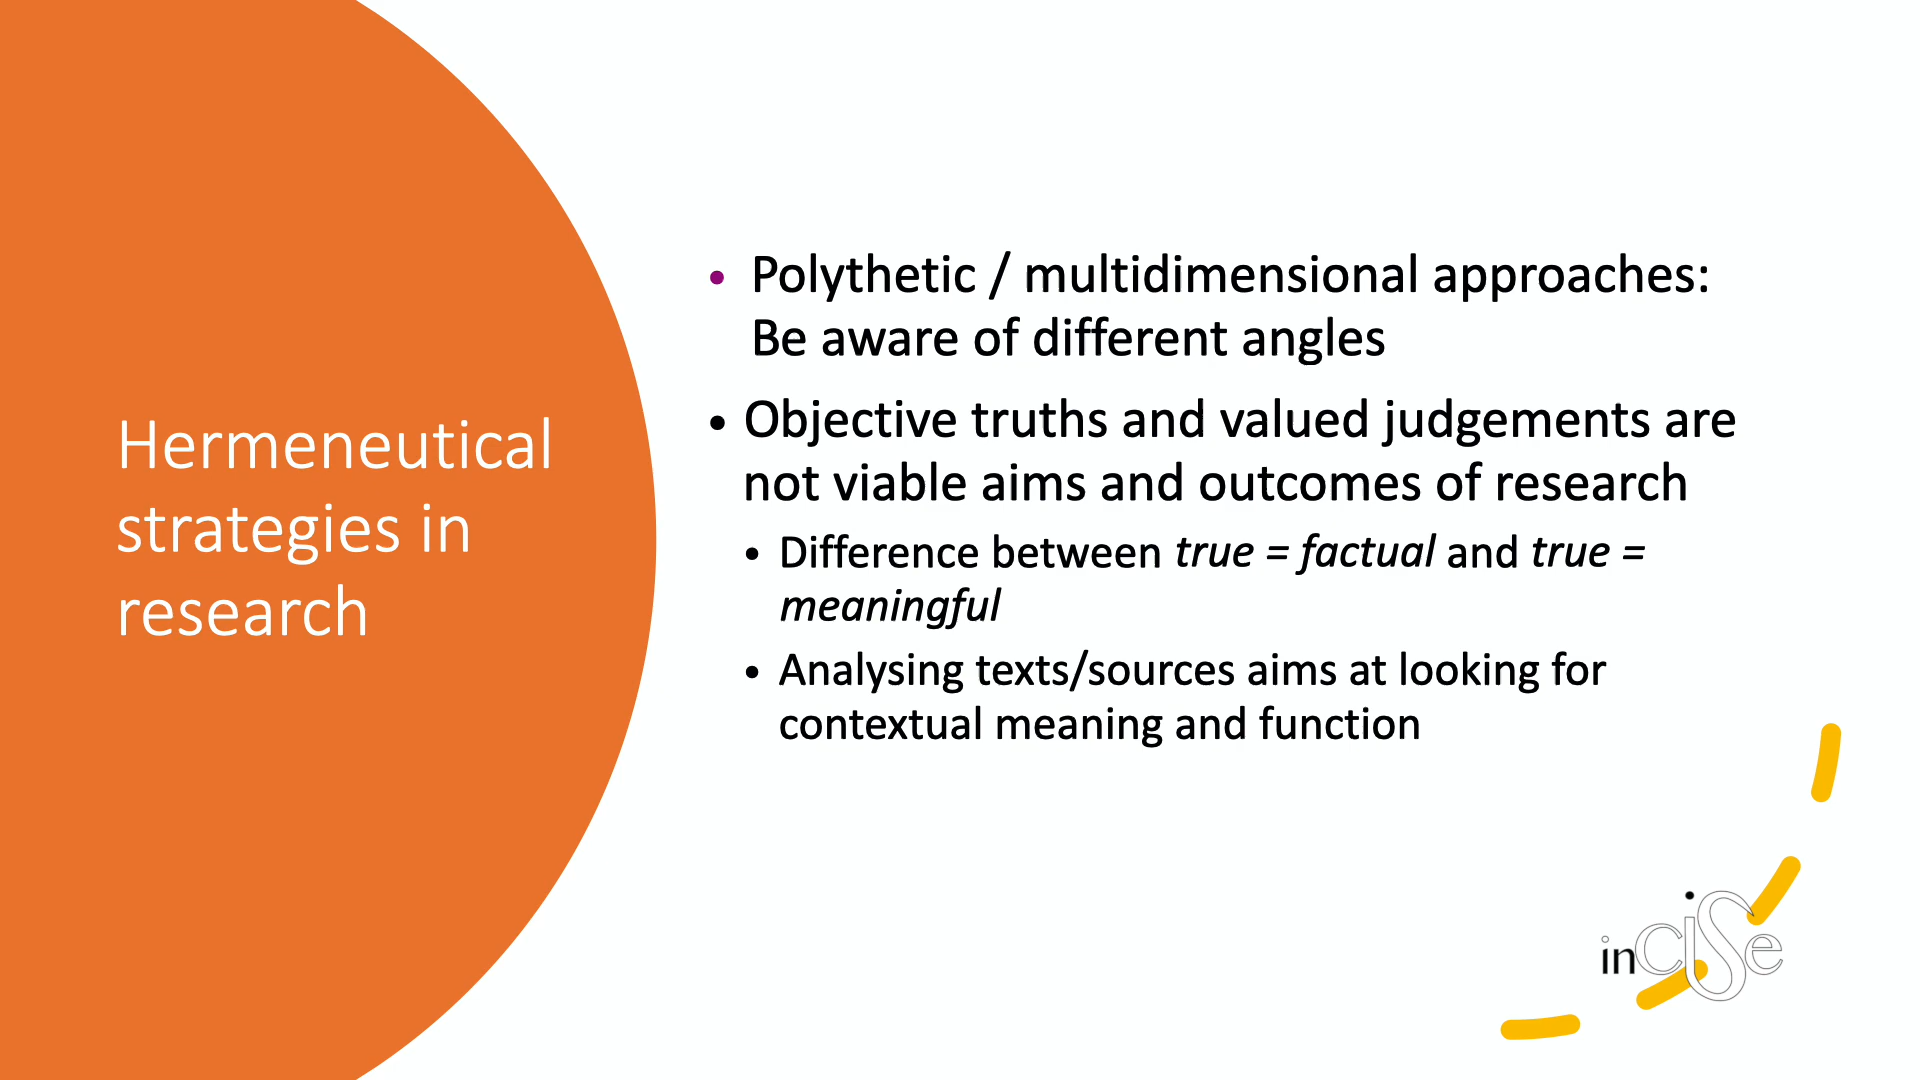 Hermeneutical
strategies in
research
• Polythetic / multidimensional approaches:
Be aware of different angles
• Objective truths and valued judgements are
not viable aims and outcomes of research
• Difference between true = factual and true =
meaningful
• Analysing texts/sources aims at looking for
contextual meaning and function
inCiSe